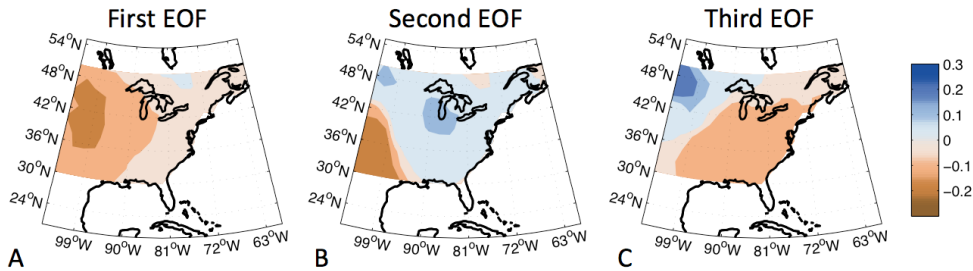 First EOF
Second EOF
Third EOF
54°N
48°N
42°N
36°N
30°N
24°N
99°W
90°W
81°W
72°W
63°W
A
54°N
48°N
42°N
36°N
30°N
24°N
99°W
90°W
81°W
72°W
63°W
B
54°N
48°N
42°N
36°N
30°N
24°N
99°W
90°W
81°W
72°W
63°W
C
0.3
0.2
0.1
0
-0.1
-0.2